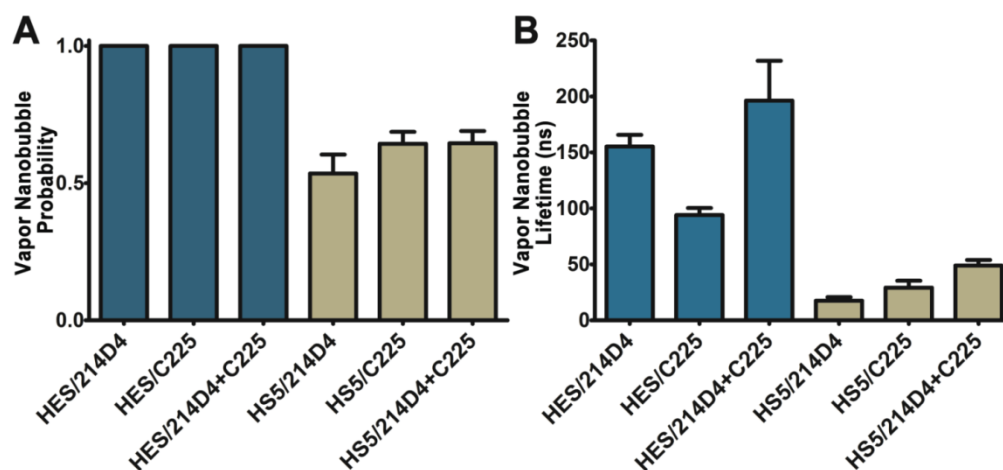 A
Vapor Nanobubble
Probability
1.0
0.5
0.0
HES/214D4
HES/C225
HES/214D4+C225
HS5/214D4
HS5/C225
HS5/214D4+C225
B
Vapor Nanobubble
Lifetime (ns)
250
200
150
100
50
0
HES/214D4
HES/C225
HES/214D4+C225
HS5/214D4
HS5/C225
HS5/214D4+C225